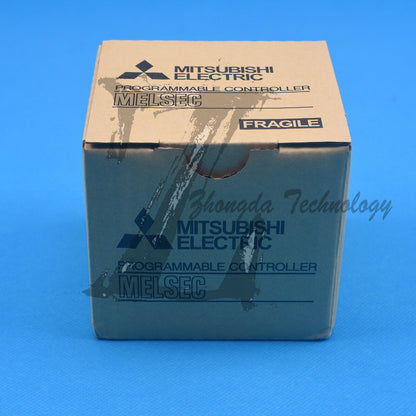 MITSUBISHI
ELECTRIC
PROGRAMMABLE CONTROLLER
MELSEC
FRAGILE
Zhongda Technology
MITSUBISHI
ELECTRIC
PROGRAMMABLE CONTROLLER
MELSEC